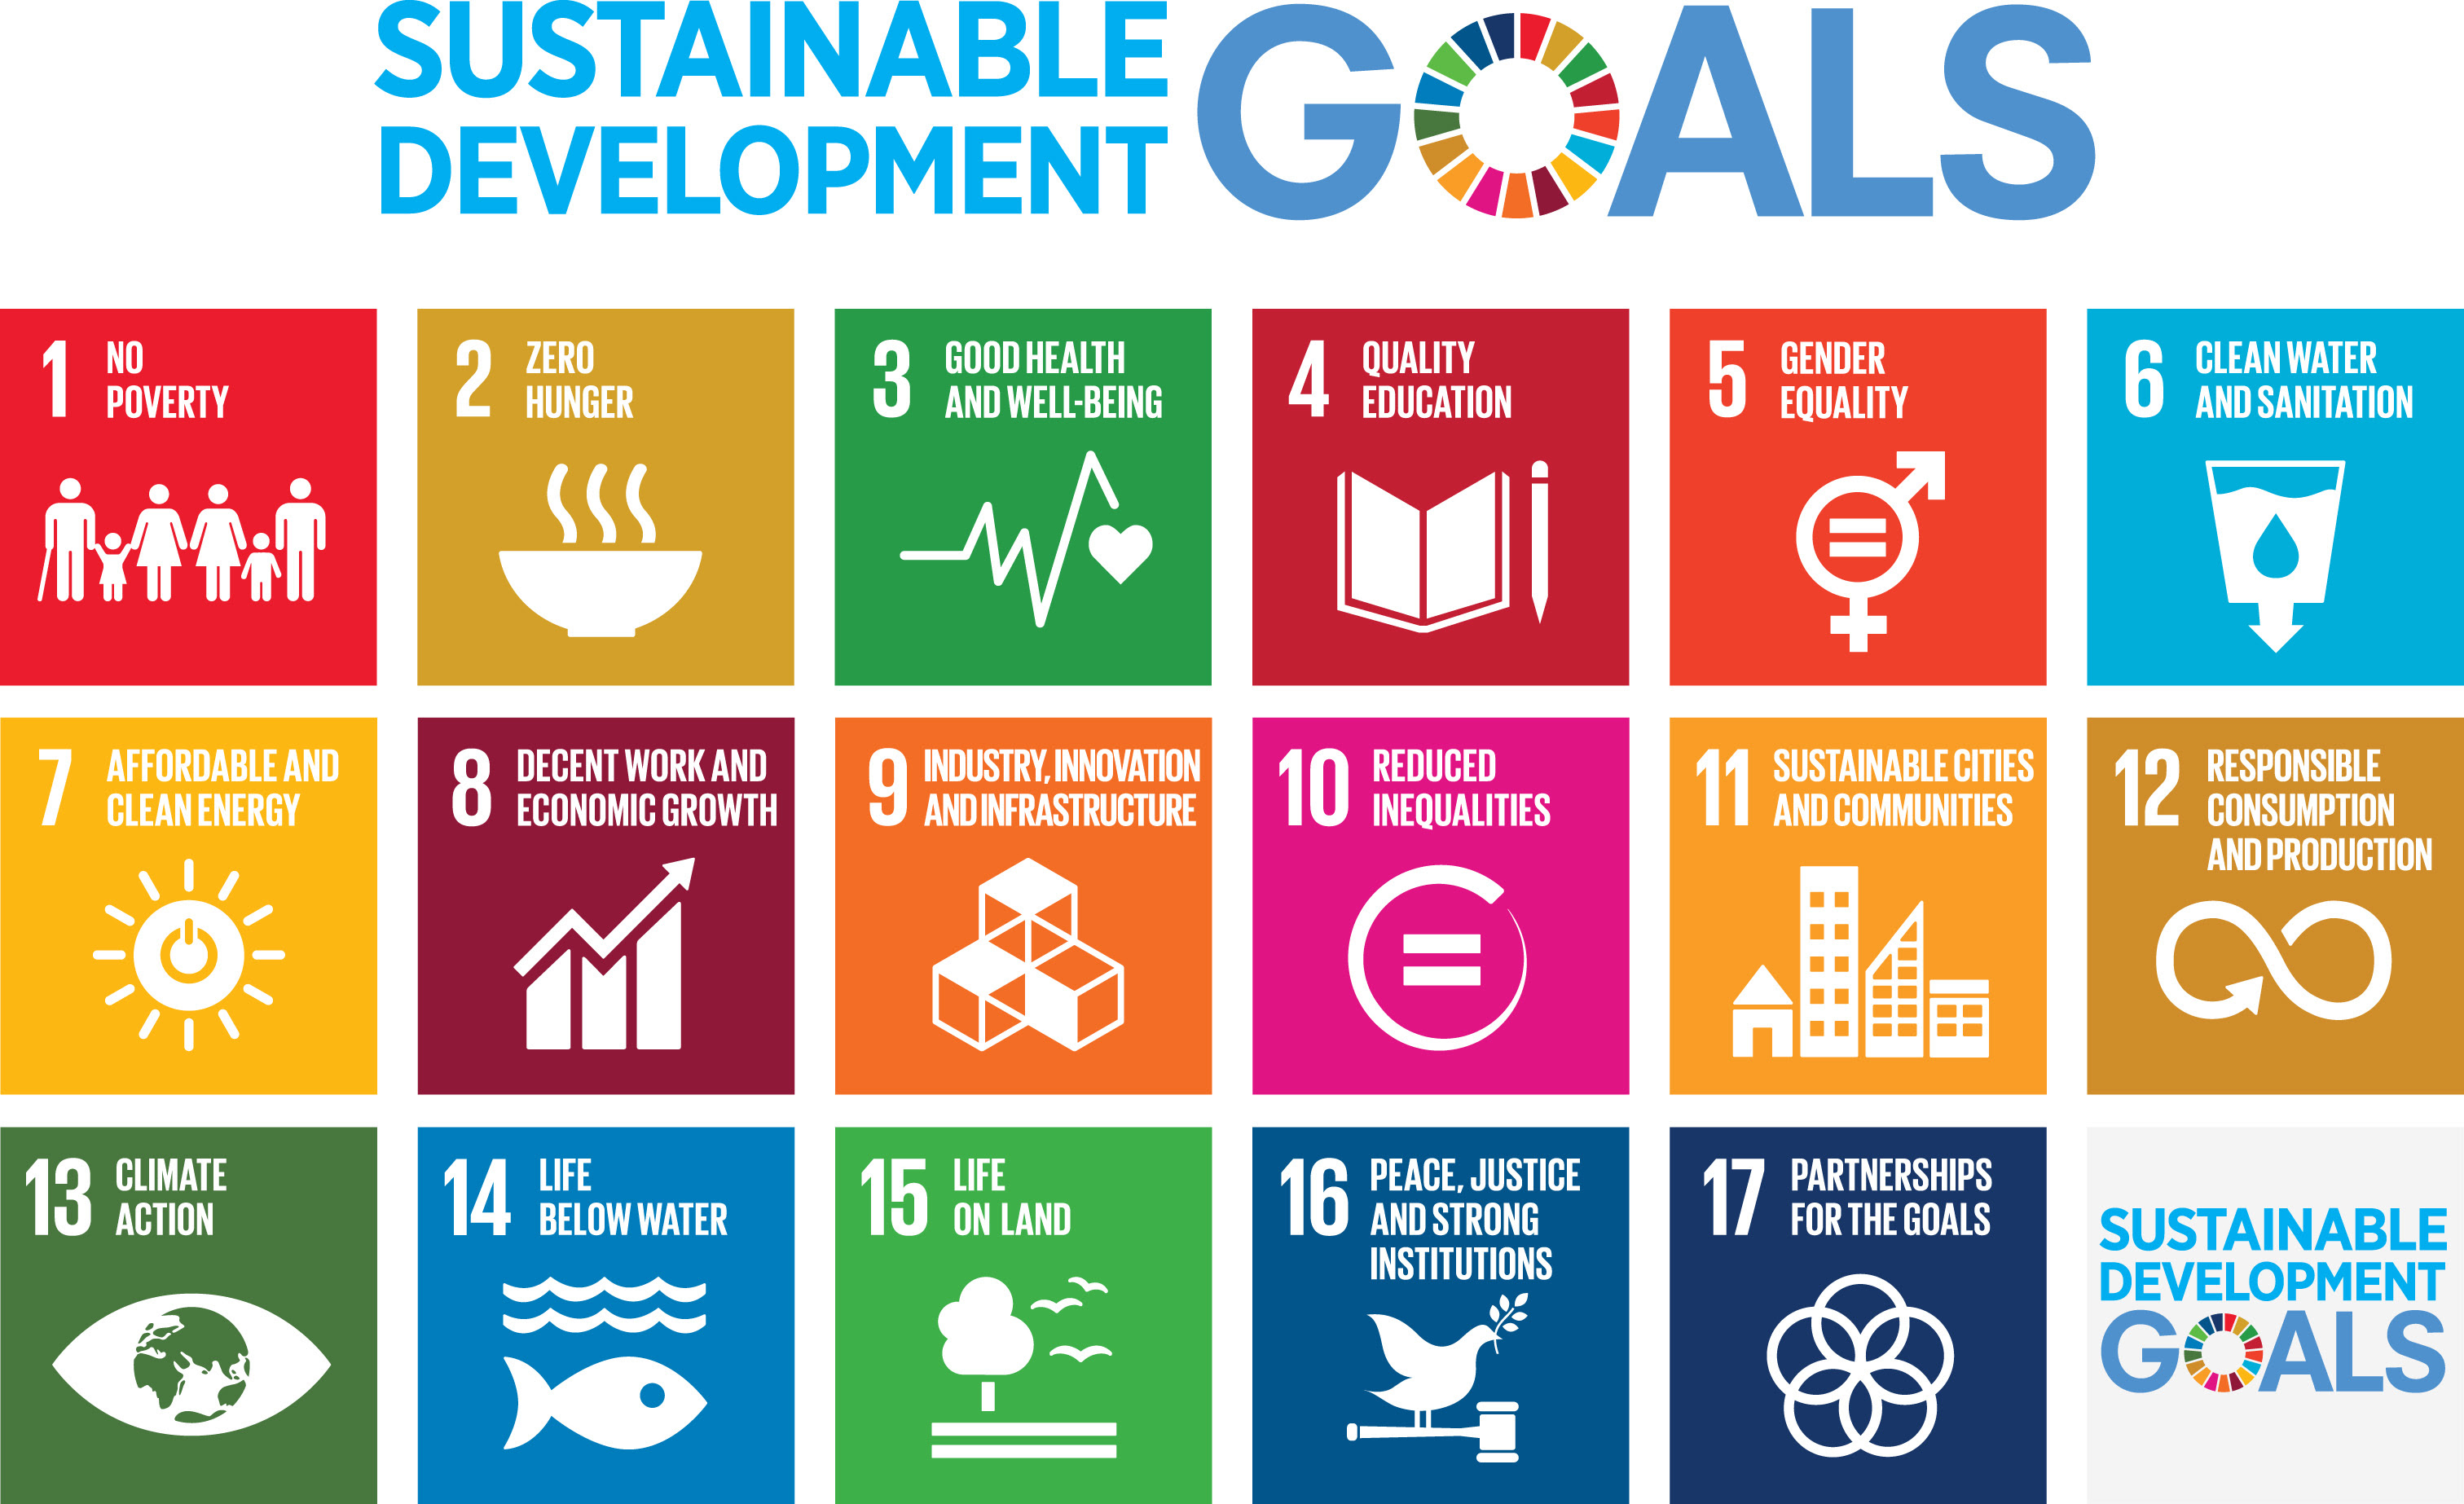 SUSTAINABLE
DEVELOPMENT
GOALS
1 NO
POVERTY
2 ZERO
HUNGER
3 GOOD HEALTH
AND WELL-BEING
4 QUALITY
EDUCATION
5 GENDER
EQUALITY
6 CLEAN WATER
AND SANITATION
7 AFFORDABLE AND
CLEAN ENERGY
8 DECENT WORK AND
ECONOMIC GROWTH
9 INDUSTRY, INNOVATION
AND INFRASTRUCTURE
10 REDUCED
INEQUALITIES
11 SUSTAINABLE CITIES
AND COMMUNITIES
12 RESPONSIBLE
CONSUMPTION
AND PRODUCTION
13 CLIMATE
ACTION
14 LIFE
BELOW WATER
15 LIFE
ON LAND
16 PEACE, JUSTICE
AND STRONG
INSTITUTIONS
17 PARTNERSHIPS
FOR THE GOALS
SUSTAINABLE
DEVELOPMENT
GOALS